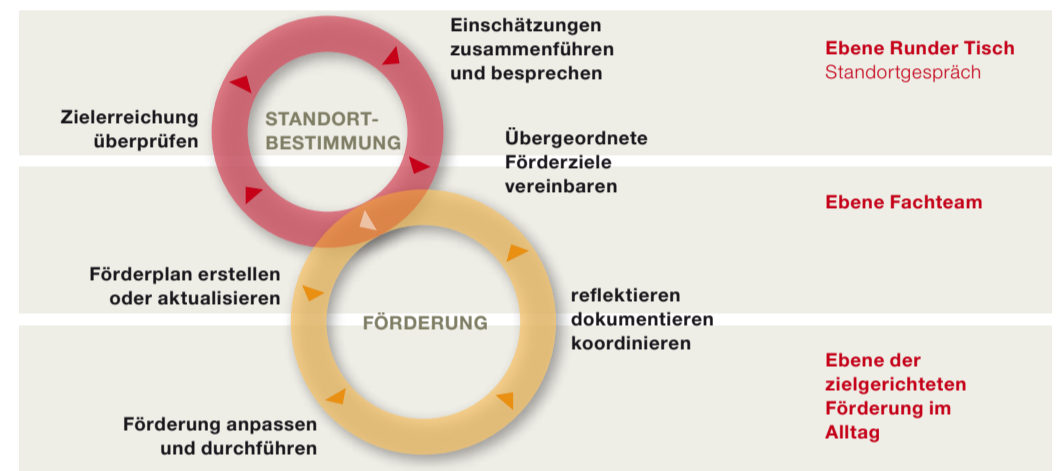 Einschätzungen
zusammenführen
und besprechen
Ebene Runder Tisch
Standortgespräch
Zielerreichung
überprüfen
STANDORT-
BESTIMMUNG
Übergeordnete
Förderziele
vereinbaren
Ebene Fachteam
Förderplan erstellen
oder aktualisieren
FÖRDERUNG
reflektieren
dokumentieren
koordinieren
Ebene der
zielgerichteten
Förderung im
Alltag
Förderung anpassen
und durchführen